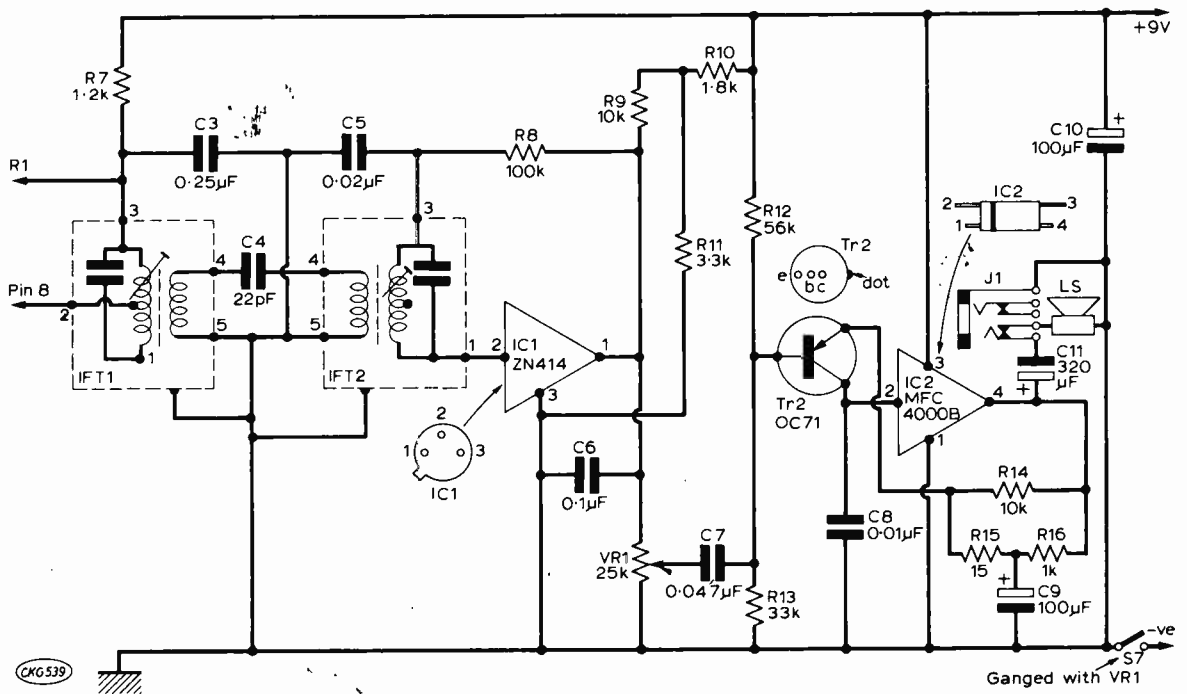 +9V
R7
1.2k
C3
0.25µF
C5
0.02µF
R8
100k
R9
10k
R10
1.8k
R11
3.3k
R12
56k
C10
+
100µF
IC2
2
3
1
4
R1
3
3
C4
22pF
4
4
5
5
Pin 8
2
1
1
IFT1
IFT2
2
IC1
ZN414
1
3
2
1
3
IC1
Tr2
e
b c
dot
Tr2
OC71
J1
LS
C11
320
µF
+
3
2
IC2
MFC
4000B
4
1
C6
0.1µF
VR1
25k
C7
0.047µF
R13
33k
C8
0.01µF
R14
10k
R15
15
R16
1k
+
C9
100µF
-ve
S7
Ganged with VR1
CKG539